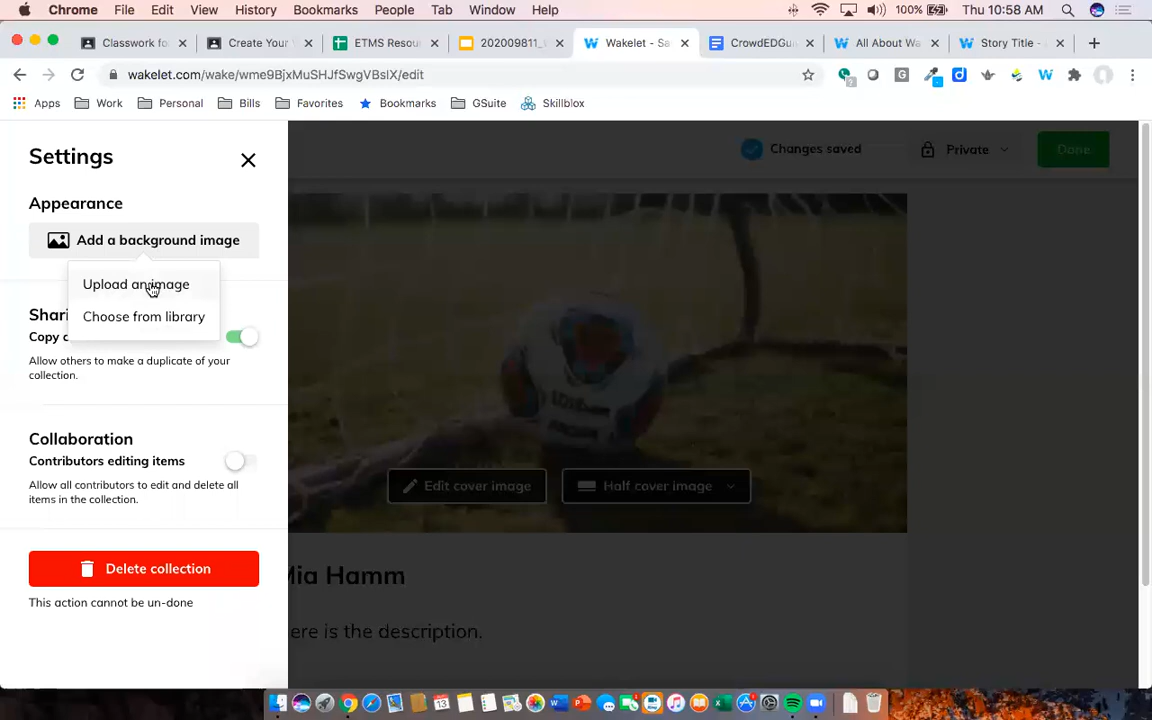 Chrome File Edit View History Bookmarks People Tab Window Help 100% Thu 10:58 AM
Classwork fo Create Your ETMS Resou 202009811_ Wakelet - Sa CrowdEDGu All About Wa Story Title -
wakelet.com/wake/wme9BjxMuSHJfSwgVBslX/edit
Apps Work Personal Bills Favorites Bookmarks GSuite Skillblox
Settings
Changes saved Private Done
Appearance
Add a background image
Upload an image
Choose from library
Shari
Copy
Allow others to make a duplicate of your
collection.
Collaboration
Contributors editing items
Allow all contributors to edit and delete all
items in the collection.
Edit cover image Half cover image
Delete collection
This action cannot be un-done
Mia Hamm
ere is the description.